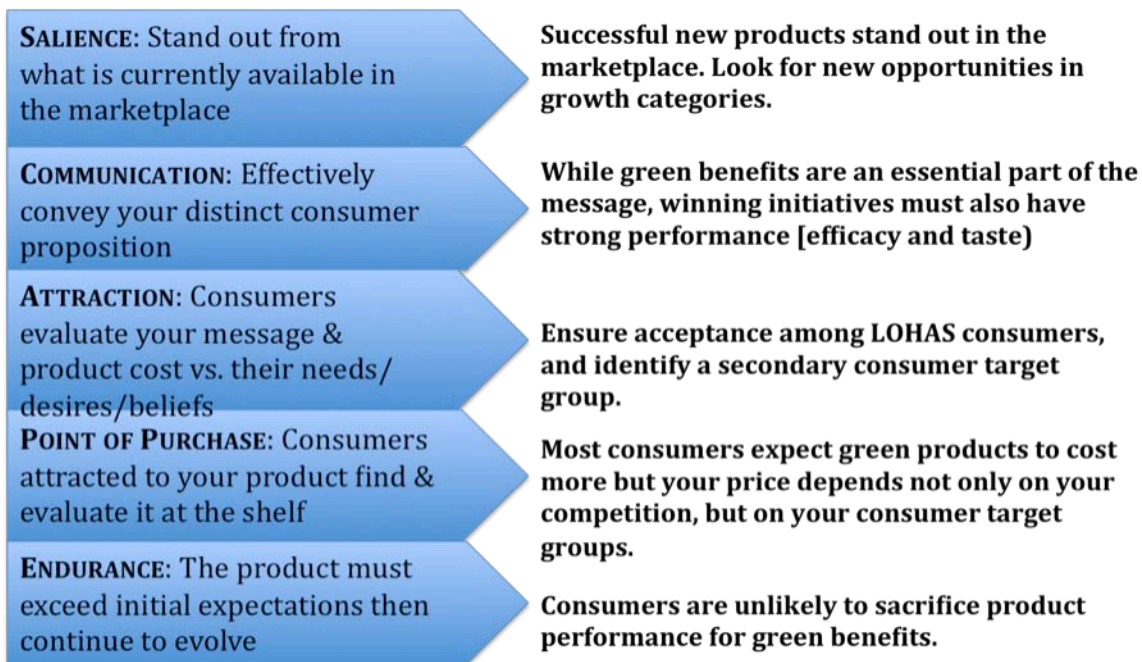 SALIENCE: Stand out from
what is currently available in
the marketplace
Successful new products stand out in the
marketplace. Look for new opportunities in
growth categories.
COMMUNICATION: Effectively
convey your distinct consumer
proposition
While green benefits are an essential part of the
message, winning initiatives must also have
strong performance [efficacy and taste)
ATTRACTION: Consumers
evaluate your message &
product cost vs. their needs/
desires/beliefs
Ensure acceptance among LOHAS consumers,
and identify a secondary consumer target
group.
POINT OF PURCHASE: Consumers
attracted to your product find &
evaluate it at the shelf
Most consumers expect green products to cost
more but your price depends not only on your
competition, but on your consumer target
groups.
ENDURANCE: The product must
exceed initial expectations then
continue to evolve
Consumers are unlikely to sacrifice product
performance for green benefits.